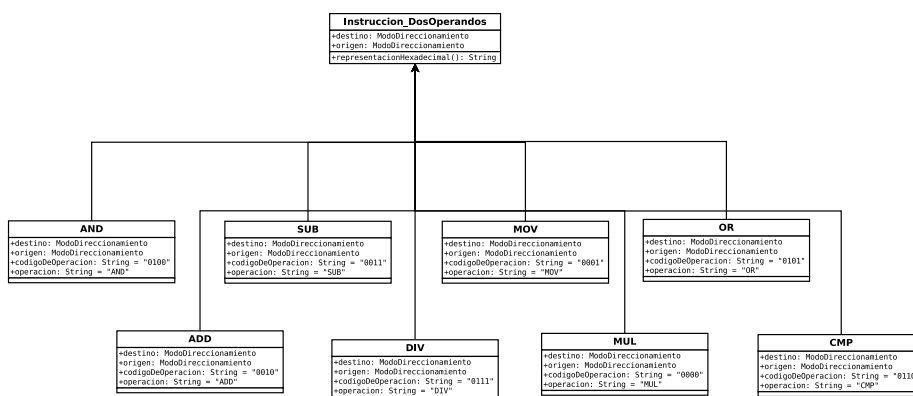 Instruccion_DosOperandos
+destino: ModoDireccionamiento
+origen: ModoDireccionamiento
+representacionHexadecimal(): String
AND
+destino: ModoDireccionamiento
+origen: ModoDireccionamiento
+codigoDeOperacion: String = "0100"
+operacion: String = "AND"
SUB
+destino: ModoDireccionamiento
+origen: ModoDireccionamiento
+codigoDeOperacion: String = "0011"
+operacion: String = "SUB"
MOV
+destino: ModoDireccionamiento
+origen: ModoDireccionamiento
+codigoDeOperacion: String = "0001"
+operacion: String = "MOV"
OR
+destino: ModoDireccionamiento
+origen: ModoDireccionamiento
+codigoDeOperacion: String = "0101"
+operacion: String = "OR"
ADD
+destino: ModoDireccionamiento
+origen: ModoDireccionamiento
+codigoDeOperacion: String = "0010"
+operacion: String = "ADD"
DIV
+destino: ModoDireccionamiento
+origen: ModoDireccionamiento
+codigoDeOperacion: String = "0111"
+operacion: String = "DIV"
MUL
+destino: ModoDireccionamiento
+origen: ModoDireccionamiento
+codigoDeOperacion: String = "0000"
+operacion: String = "MUL"
CMP
+destino: ModoDireccionamiento
+origen: ModoDireccionamiento
+codigoDeOperacion: String = "0110
+operacion: String = "CMP"